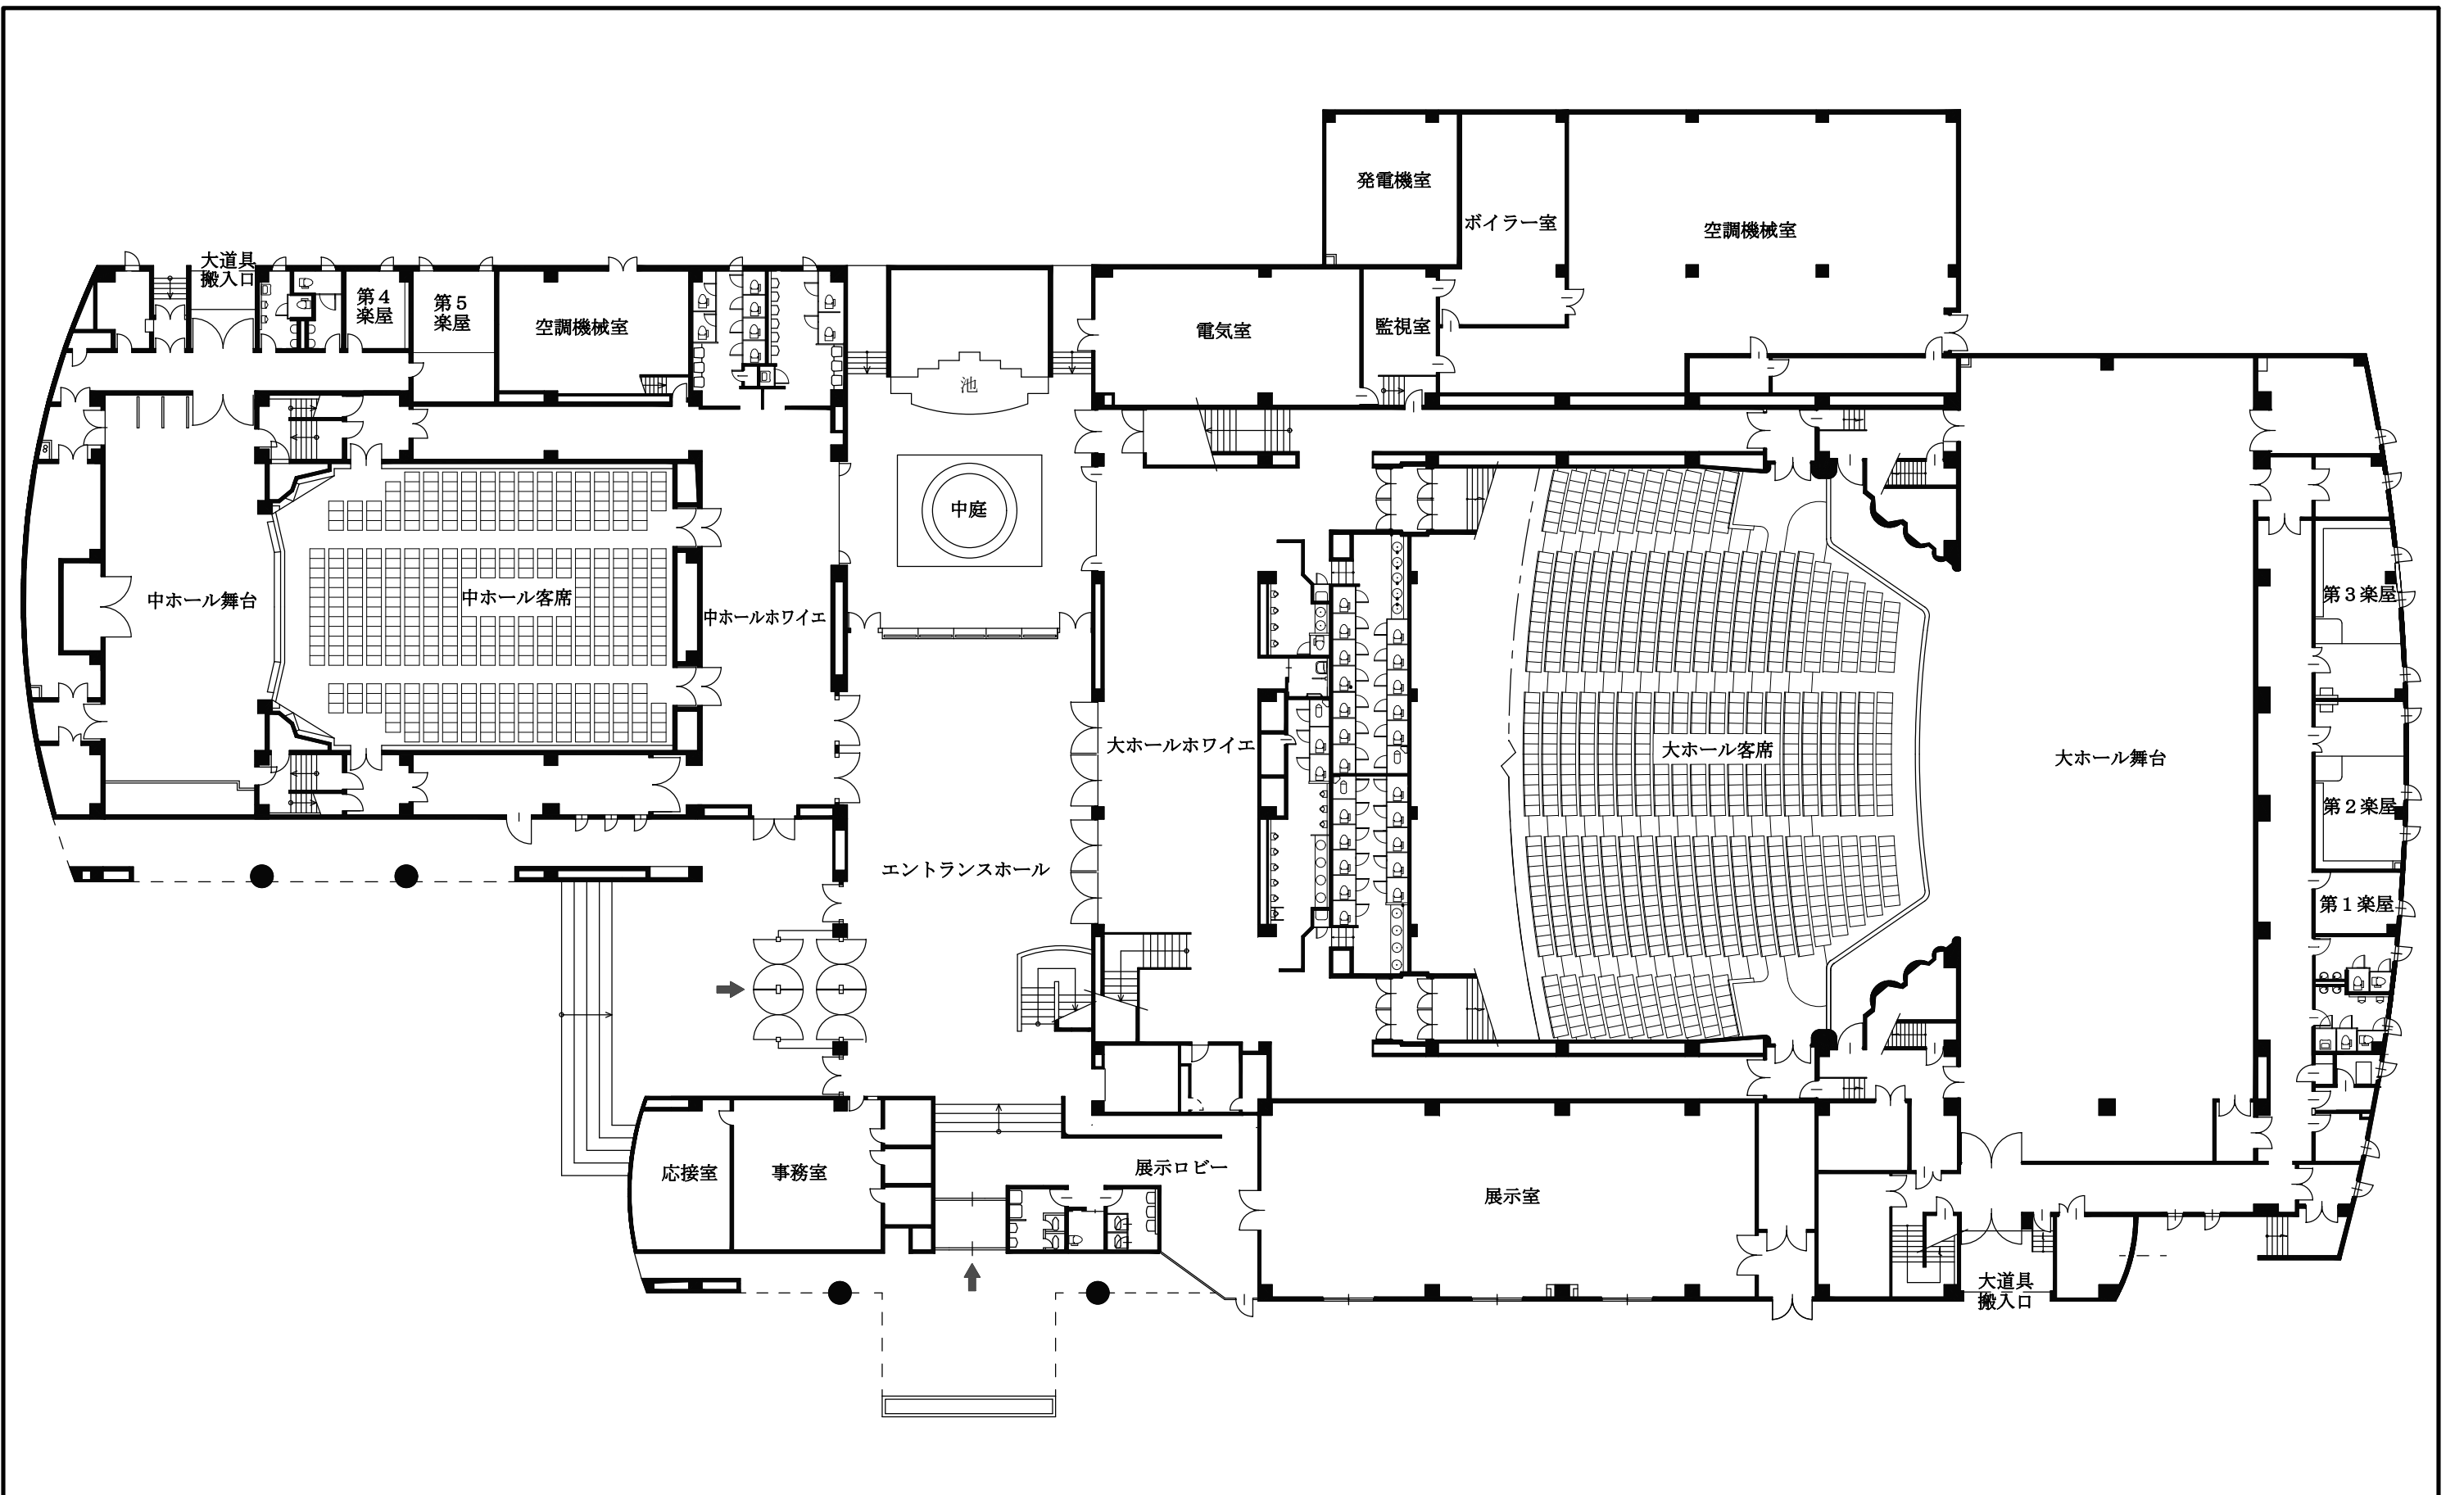 発電機室
ボイラー室
空調機械室
大道具
搬入口
第４
楽屋
第５
楽屋
空調機械室
電気室
監視室
池
中庭
中ホール舞台
中ホール客席
中ホールホワイエ
第３楽屋
大ホールホワイエ
大ホール客席
大ホール舞台
第２楽屋
エントランスホール
第１楽屋
応接室
事務室
展示ロビー
展示室
大道具
搬入口